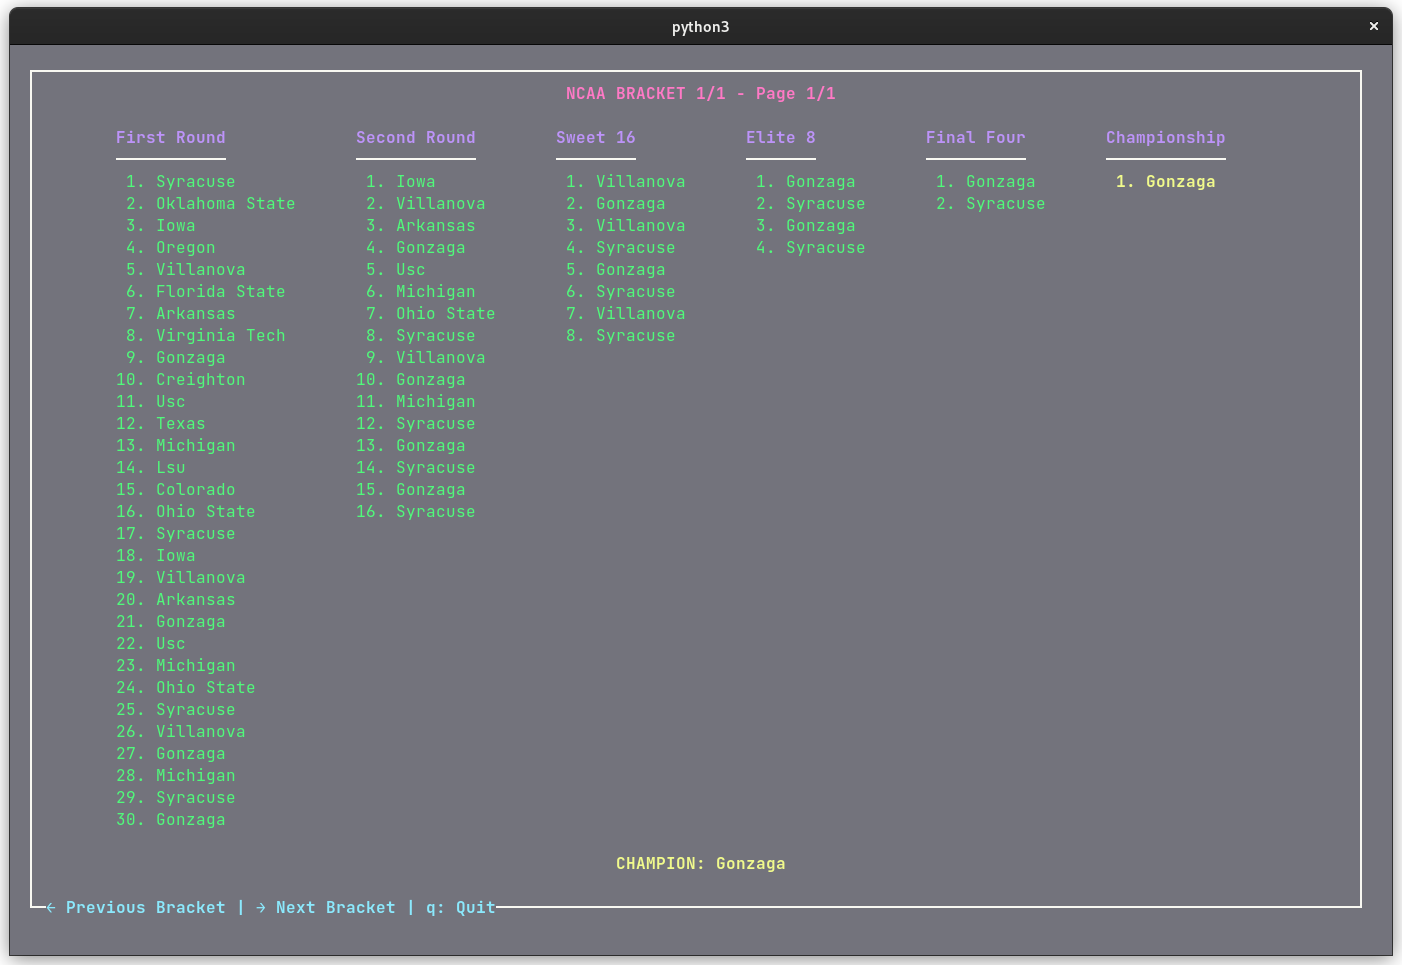 python3 ×
NCAA BRACKET 1/1 - Page 1/1
First Round Second Round Sweet 16 Elite 8 Final Four Championship
1. Syracuse 1. Iowa 1. Villanova 1. Gonzaga 1. Gonzaga 1. Gonzaga
2. Oklahoma State 2. Villanova 2. Gonzaga 2. Syracuse 2. Syracuse
3. Iowa 3. Arkansas 3. Villanova 3. Gonzaga
4. Oregon 4. Gonzaga 4. Syracuse 4. Syracuse
5. Villanova 5. Usc 5. Gonzaga
6. Florida State 6. Michigan 6. Syracuse
7. Arkansas 7. Ohio State 7. Villanova
8. Virginia Tech 8. Syracuse 8. Syracuse
9. Gonzaga 9. Villanova
10. Creighton 10. Gonzaga
11. Usc 11. Michigan
12. Texas 12. Syracuse
13. Michigan 13. Gonzaga
14. Lsu 14. Syracuse
15. Colorado 15. Gonzaga
16. Ohio State 16. Syracuse
17. Syracuse
18. Iowa
19. Villanova
20. Arkansas
21. Gonzaga
22. Usc
23. Michigan
24. Ohio State
25. Syracuse
26. Villanova
27. Gonzaga
28. Michigan
29. Syracuse
30. Gonzaga
CHAMPION: Gonzaga
← Previous Bracket | → Next Bracket | q: Quit